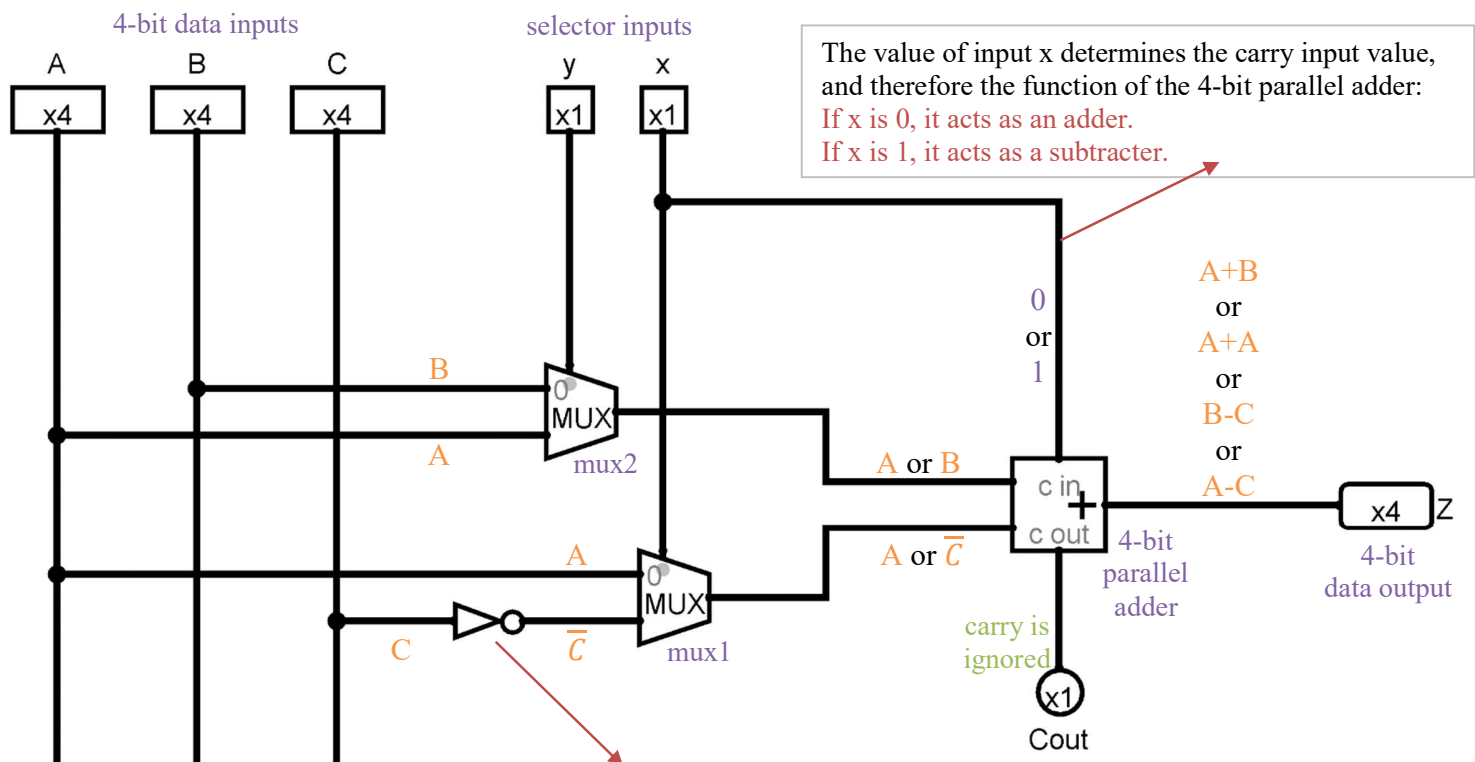 4-bit data inputs
selector inputs
A
B
C
y
x
x4
x4
x4
x1
x1
The value of input x determines the carry input value,
and therefore the function of the 4-bit parallel adder:
If x is 0, it acts as an adder.
If x is 1, it acts as a subtracter.
B
A
0
MUX
mux2
0
or
1
A+B
or
A+A
or
B-C
or
A-C
A or B
c in
+
c out
A or C̅
4-bit
parallel
adder
x4
Z
4-bit
data output
A
0
MUX
mux1
C
C̅
carry is
ignored
x1
Cout